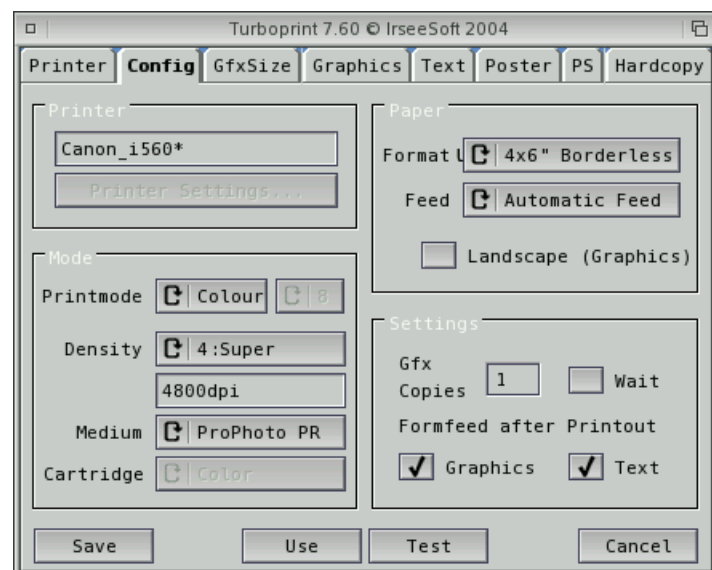 Turboprint 7.60 © IrseeSoft 2004
Printer Config GfxSize Graphics Text Poster PS Hardcopy
Printer
Canon_i560*
Printer Settings...
Mode
Printmode Colour 8
Density 4:Super
4800dpi
Medium ProPhoto PR
Cartridge Color
Paper
Format 4x6" Borderless
Feed Automatic Feed
Landscape (Graphics)
Settings
Gfx
Copies 1 Wait
Formfeed after Printout
Graphics Text
Save Use Test Cancel